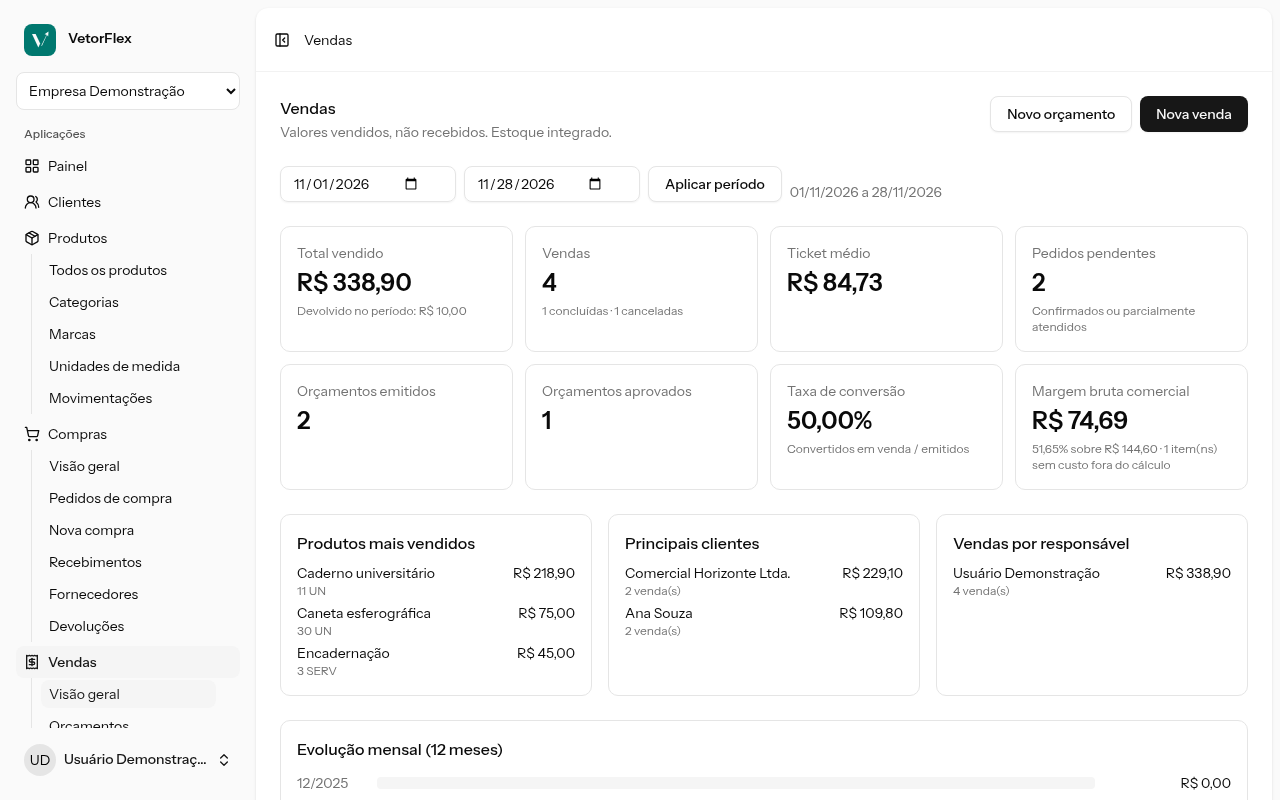 VetorFlex
Empresa Demonstração
Aplicações
Painel
Clientes
Produtos
Todos os produtos
Categorias
Marcas
Unidades de medida
Movimentações
Compras
Visão geral
Pedidos de compra
Nova compra
Recebimentos
Fornecedores
Devoluções
Vendas
Visão geral
Orçamentos
UD
Usuário Demonstraç...
Vendas
Vendas
Valores vendidos, não recebidos. Estoque integrado.
Novo orçamento
Nova venda
11/01/2026
11/28/2026
Aplicar período
01/11/2026 a 28/11/2026
Total vendido
R$ 338,90
Devolvido no período: R$ 10,00
Vendas
4
1 concluídas · 1 canceladas
Ticket médio
R$ 84,73
Pedidos pendentes
2
Confirmados ou parcialmente
atendidos
Orçamentos emitidos
2
Orçamentos aprovados
1
Taxa de conversão
50,00%
Convertidos em venda / emitidos
Margem bruta comercial
R$ 74,69
51,65% sobre R$ 144,60 · 1 item(ns)
sem custo fora do cálculo
Produtos mais vendidos
Caderno universitário R$ 218,90
11 UN
Caneta esferográfica R$ 75,00
30 UN
Encadernação R$ 45,00
3 SERV
Principais clientes
Comercial Horizonte Ltda. R$ 229,10
2 venda(s)
Ana Souza R$ 109,80
2 venda(s)
Vendas por responsável
Usuário Demonstração R$ 338,90
4 venda(s)
Evolução mensal (12 meses)
12/2025 R$ 0,00